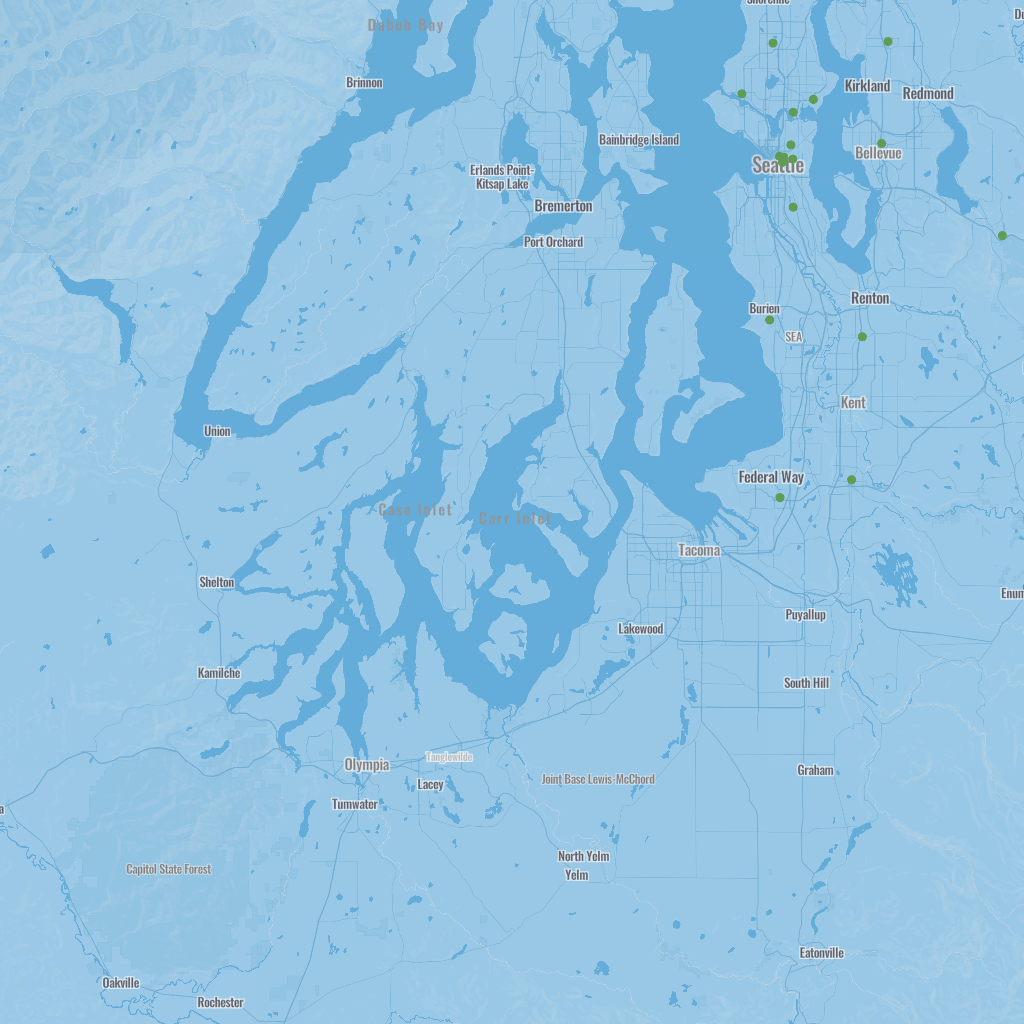 Shoreline
Dabob Bay
Brinnon
Kirkland
Redmond
Bainbridge Island
Bellevue
Seattle
Erlands Point-
Kitsap Lake
Bremerton
Port Orchard
Renton
Burien
SEA
Kent
Union
Federal Way
Case Inlet
Carr Inlet
Tacoma
Shelton
Enum
Puyallup
Lakewood
Kamilche
South Hill
Tanglewilde
Olympia
Graham
Joint Base Lewis-McChord
Lacey
Tumwater
North Yelm
Capitol State Forest
Yelm
Eatonville
Oakville
Rochester